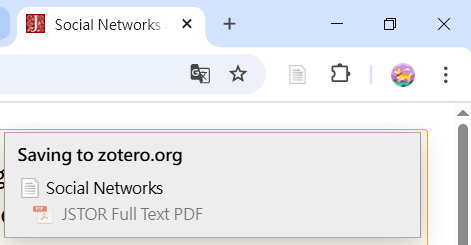 Social Networks
Saving to zotero.org
Social Networks
JSTOR Full Text PDF